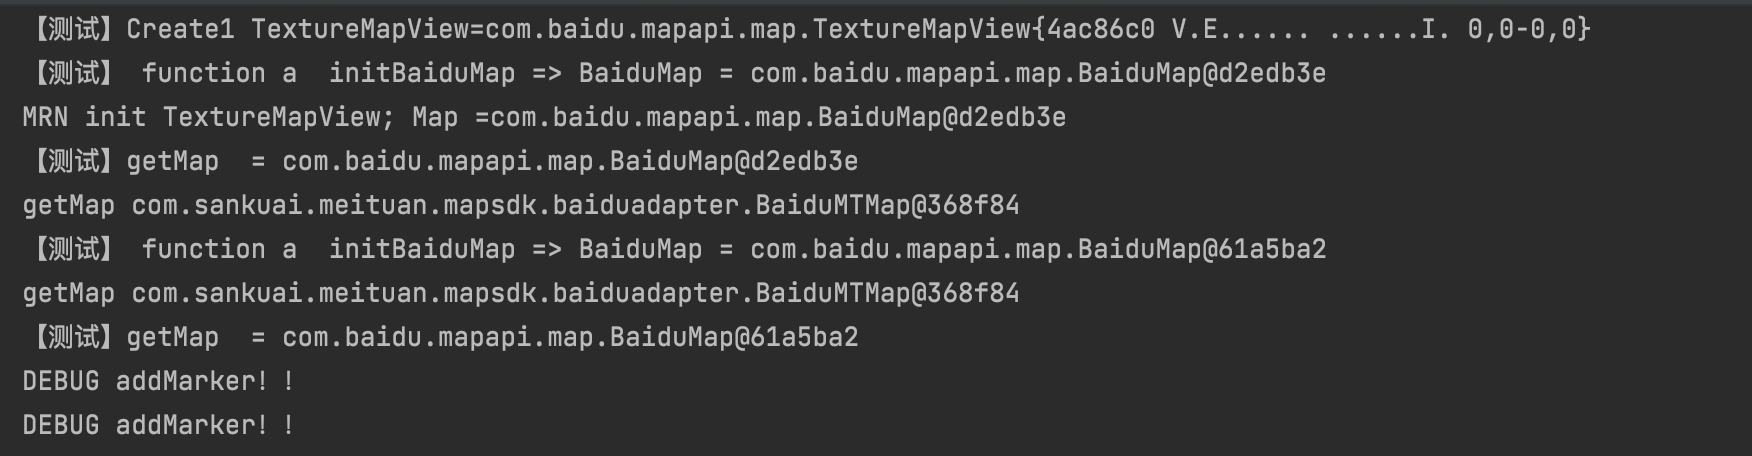 【测试】Create1 TextureMapView=com.baidu.mapapi.map.TextureMapView{4ac86c0 V.E...... ......I. 0,0-0,0}
【测试】 function a  initBaiduMap => BaiduMap = com.baidu.mapapi.map.BaiduMap@d2edb3e
MRN init TextureMapView; Map =com.baidu.mapapi.map.BaiduMap@d2edb3e
【测试】getMap  = com.baidu.mapapi.map.BaiduMap@d2edb3e
getMap com.sankuai.meituan.mapsdk.baiduadapter.BaiduMTMap@368f84
【测试】 function a  initBaiduMap => BaiduMap = com.baidu.mapapi.map.BaiduMap@61a5ba2
getMap com.sankuai.meituan.mapsdk.baiduadapter.BaiduMTMap@368f84
【测试】getMap  = com.baidu.mapapi.map.BaiduMap@61a5ba2
DEBUG addMarker！！
DEBUG addMarker！！